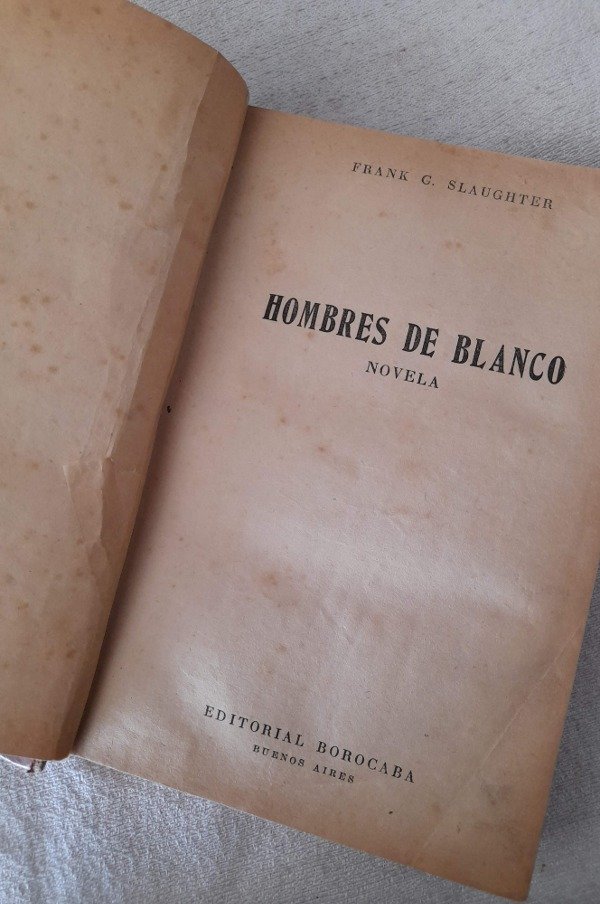 FRANK G. SLAUGHTER
HOMBRES DE BLANCO
NOVELA
EDITORIAL BOROCABA
BUENOS AIRES